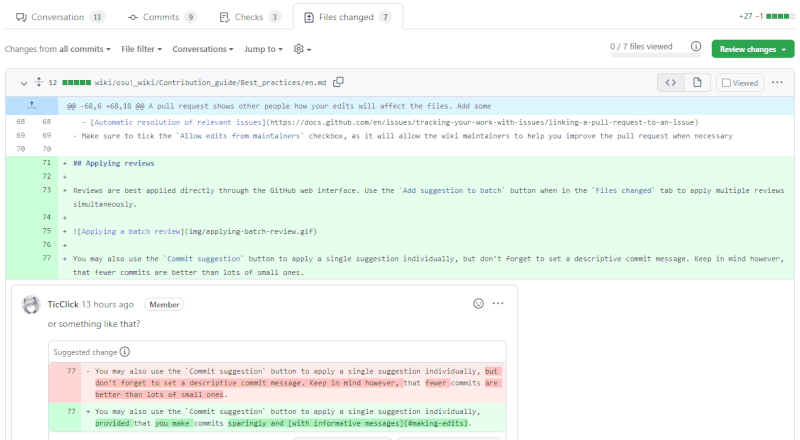 Conversation 13 Commits 9 Checks 3 Files changed 7 +27 −1
Changes from all commits File filter Conversations Jump to 0 / 7 files viewed Review changes
12 wiki/osu!_wiki/Contribution_guide/Best_practices/en.md Viewed
@@ -68,6 +68,18 @@ A pull request shows other people how your edits will affect the files. Add some
68 68 - [Automatic resolution of relevant issues](https://docs.github.com/en/issues/tracking-your-work-with-issues/linking-a-pull-request-to-an-issue)
69 69 - Make sure to tick the `Allow edits from maintainers` checkbox, as it will allow the wiki maintainers to help you improve the pull request when necessary
70 70
71 + ## Applying reviews
72 +
73 + Reviews are best applied directly through the GitHub web interface. Use the `Add suggestion to batch` button when in the `Files changed` tab to apply multiple reviews
simultaneously.
74 +
75 + ![Applying a batch review](img/applying-batch-review.gif)
76 +
77 + You may also use the `Commit suggestion` button to apply a single suggestion individually, but don't forget to set a descriptive commit message. Keep in mind however,
that fewer commits are better than lots of small ones.
TicClick 13 hours ago Member
or something like that?
Suggested change
77 - You may also use the `Commit suggestion` button to apply a single suggestion individually, but
don't forget to set a descriptive commit message. Keep in mind however, that fewer commits are
better than lots of small ones.
77 + You may also use the `Commit suggestion` button to apply a single suggestion individually,
provided that you make commits sparingly and [with informative messages](#making-edits).